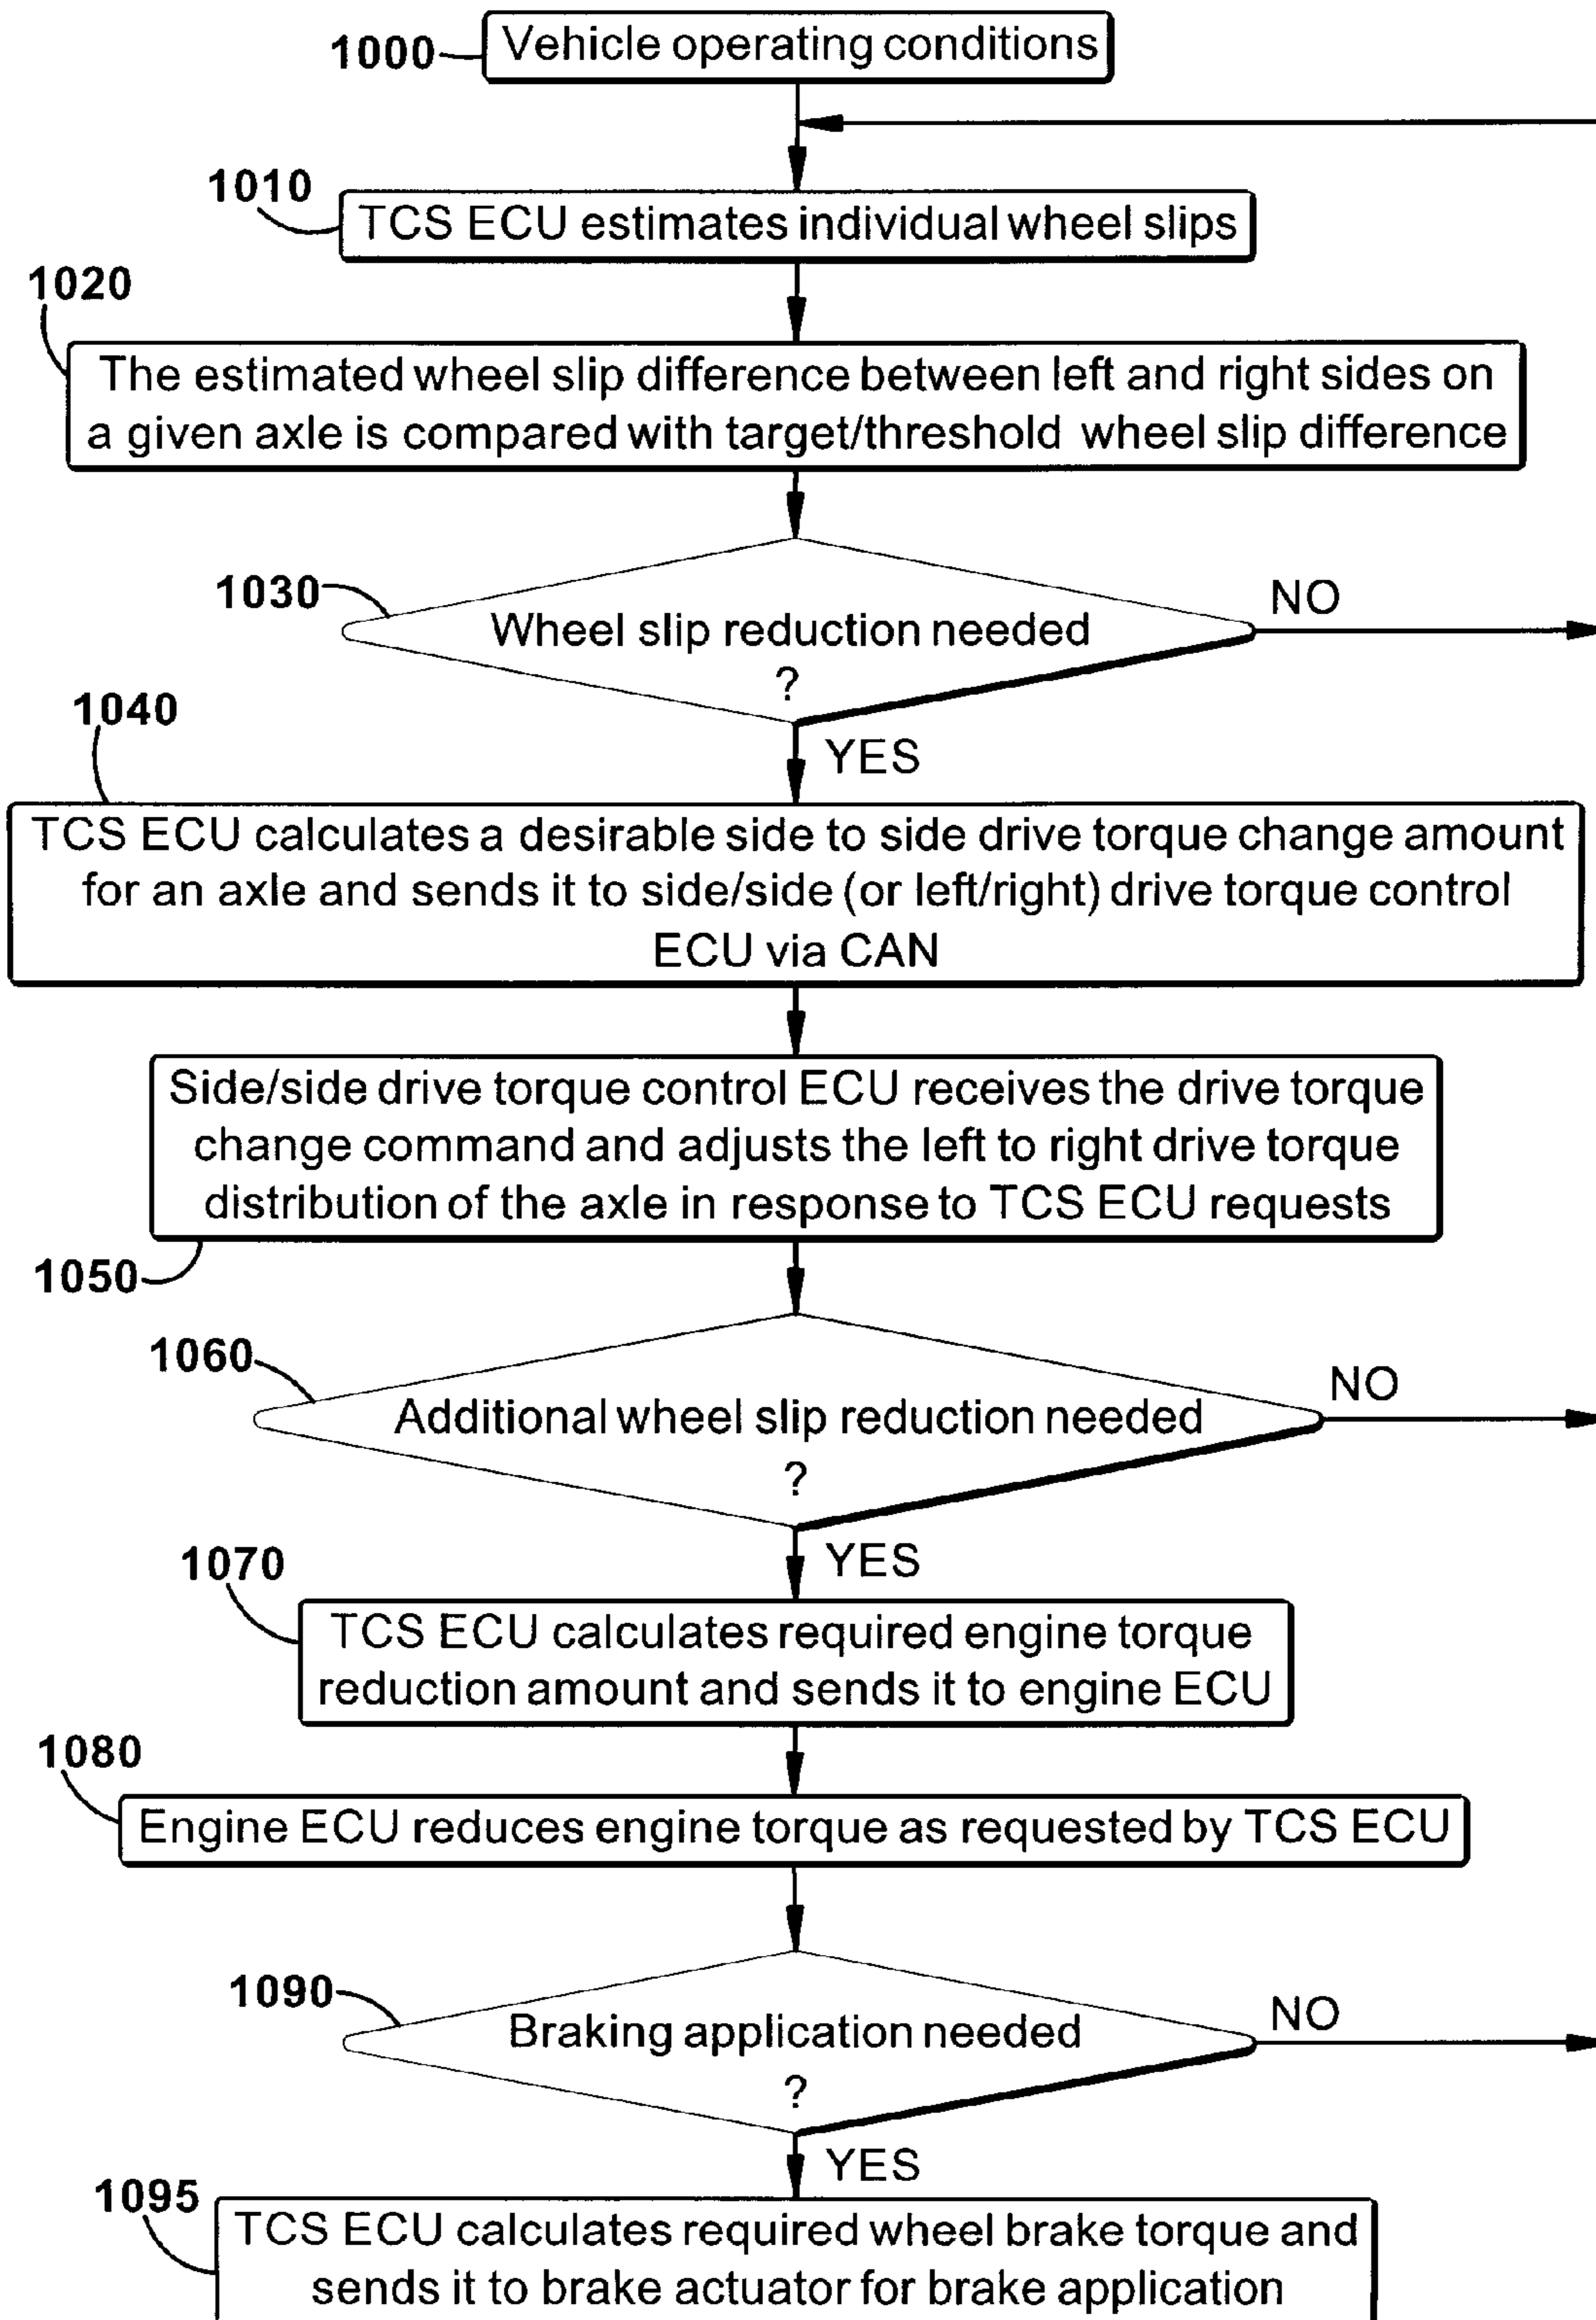 1000
Vehicle operating conditions
1010
TCS ECU estimates individual wheel slips
1020
The estimated wheel slip difference between left and right sides on
a given axle is compared with target/threshold wheel slip difference
1030
Wheel slip reduction needed
?
NO
YES
1040
TCS ECU calculates a desirable side to side drive torque change amount
for an axle and sends it to side/side (or left/right) drive torque control
ECU via CAN
Side/side drive torque control ECU receives the drive torque
change command and adjusts the left to right drive torque
distribution of the axle in response to TCS ECU requests
1050
1060
Additional wheel slip reduction needed
?
NO
YES
1070
TCS ECU calculates required engine torque
reduction amount and sends it to engine ECU
1080
Engine ECU reduces engine torque as requested by TCS ECU
1090
Braking application needed
?
NO
YES
1095
TCS ECU calculates required wheel brake torque and
sends it to brake actuator for brake application